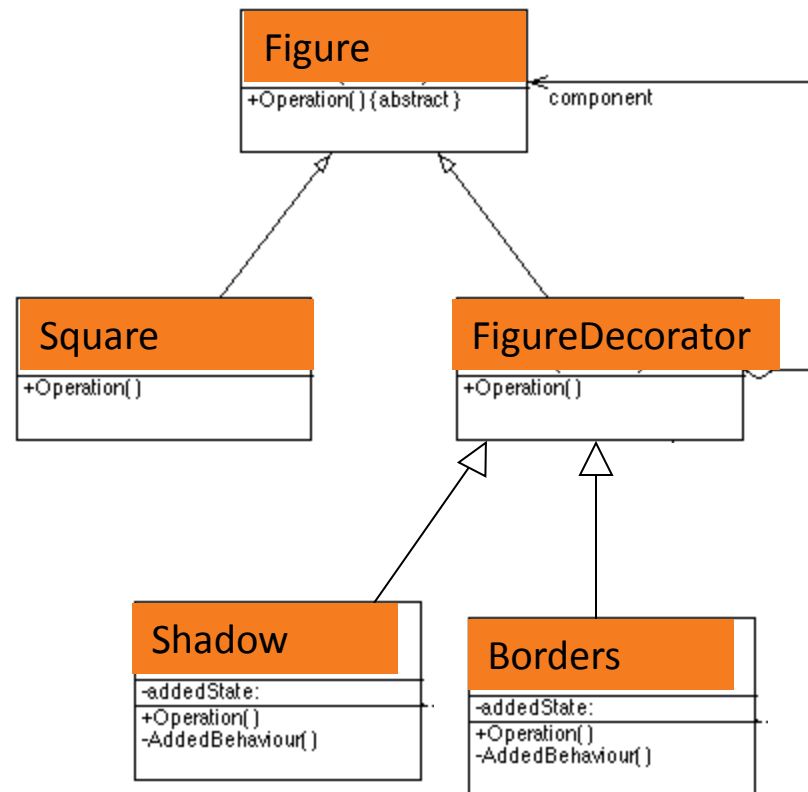 Figure
+Operation( ) {abstract }
component
Square
+Operation( )
FigureDecorator
+Operation( )
Shadow
-addedState:
+Operation( )
-AddedBehaviour( )
Borders
-addedState:
+Operation( )
-AddedBehaviour( )